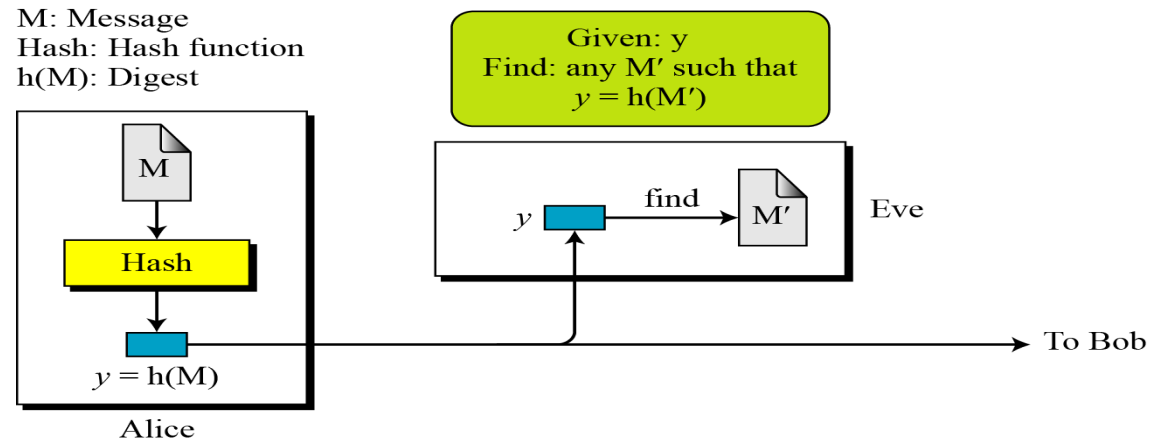 M: Message
Hash: Hash function
h(M): Digest
Given: y
Find: any M′ such that
y = h(M′)
M
Hash
y = h(M)
Alice
y
find
M′
Eve
To Bob